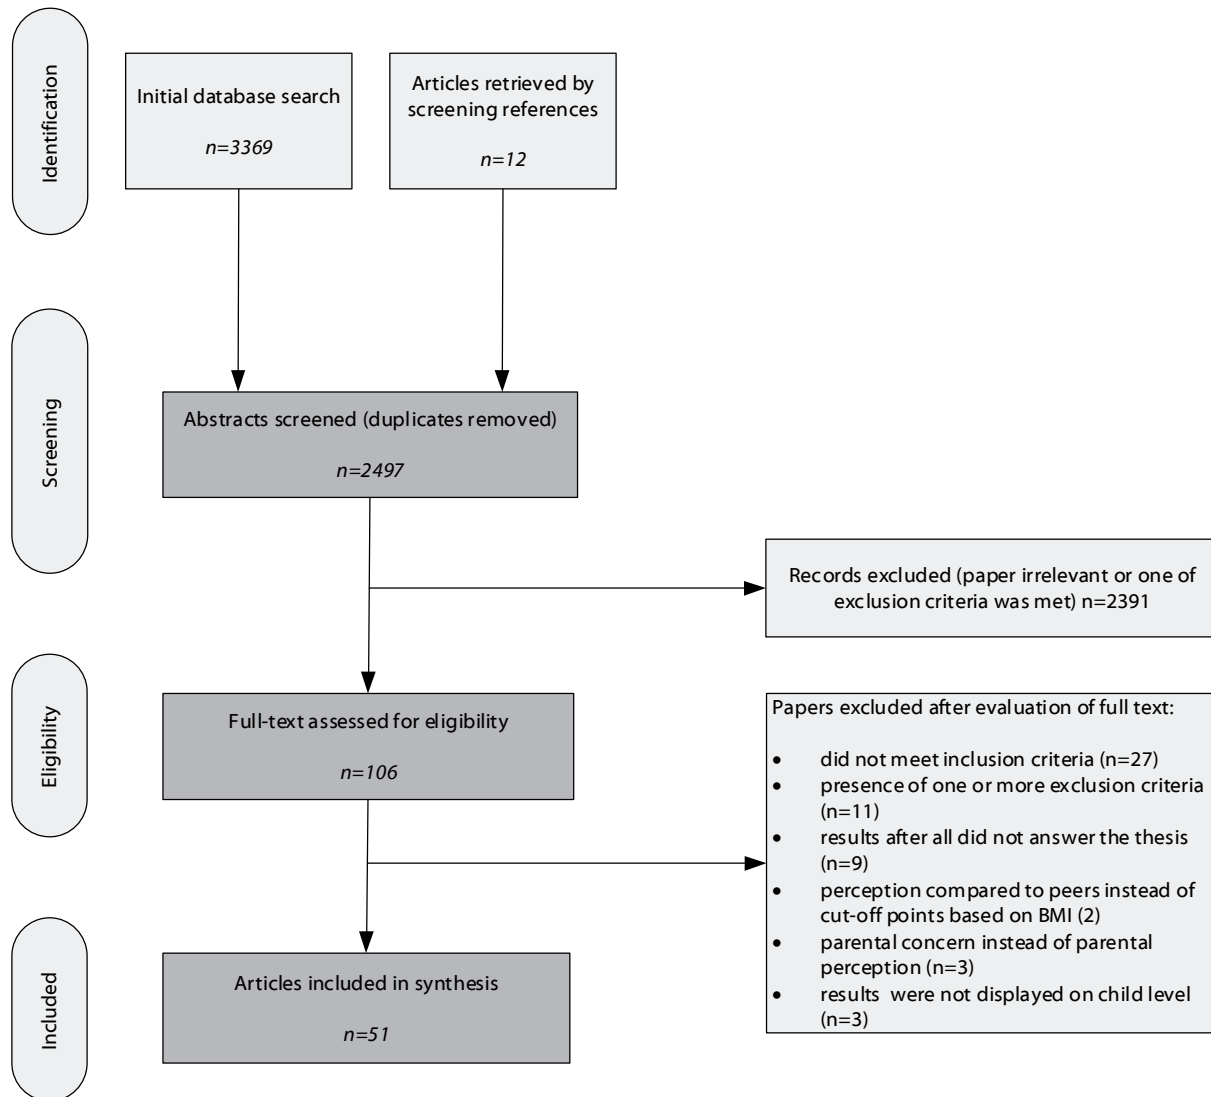 Identification
Initial database search
n=3369
Articles retrieved by
screening references
n=12
Screening
Abstracts screened (duplicates removed)
n=2497
Records excluded (paper irrelevant or one of
exclusion criteria was met) n=2391
Eligibility
Full-text assessed for eligibility
n=106
Papers excluded after evaluation of full text:
• did not meet inclusion criteria (n=27)
• presence of one or more exclusion criteria
(n=11)
• results after all did not answer the thesis
(n=9)
• perception compared to peers instead of
cut-off points based on BMI (2)
• parental concern instead of parental
perception (n=3)
• results were not displayed on child level
(n=3)
Included
Articles included in synthesis
n=51